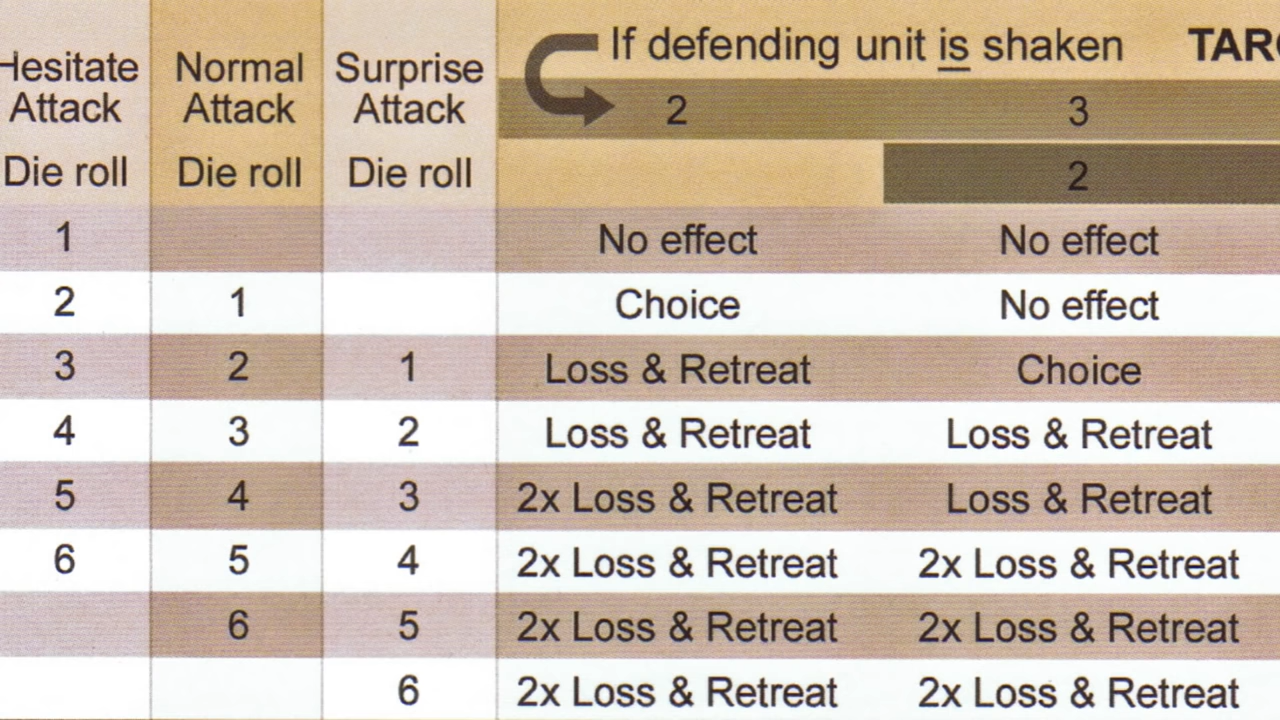 If defending unit is shaken
Hesitate Attack Normal Attack Surprise Attack 2 3
Die roll Die roll Die roll 2
1 No effect No effect
2 1 Choice No effect
3 2 1 Loss & Retreat Choice
4 3 2 Loss & Retreat Loss & Retreat
5 4 3 2x Loss & Retreat Loss & Retreat
6 5 4 2x Loss & Retreat 2x Loss & Retreat
6 5 2x Loss & Retreat 2x Loss & Retreat
6 2x Loss & Retreat 2x Loss & Retreat